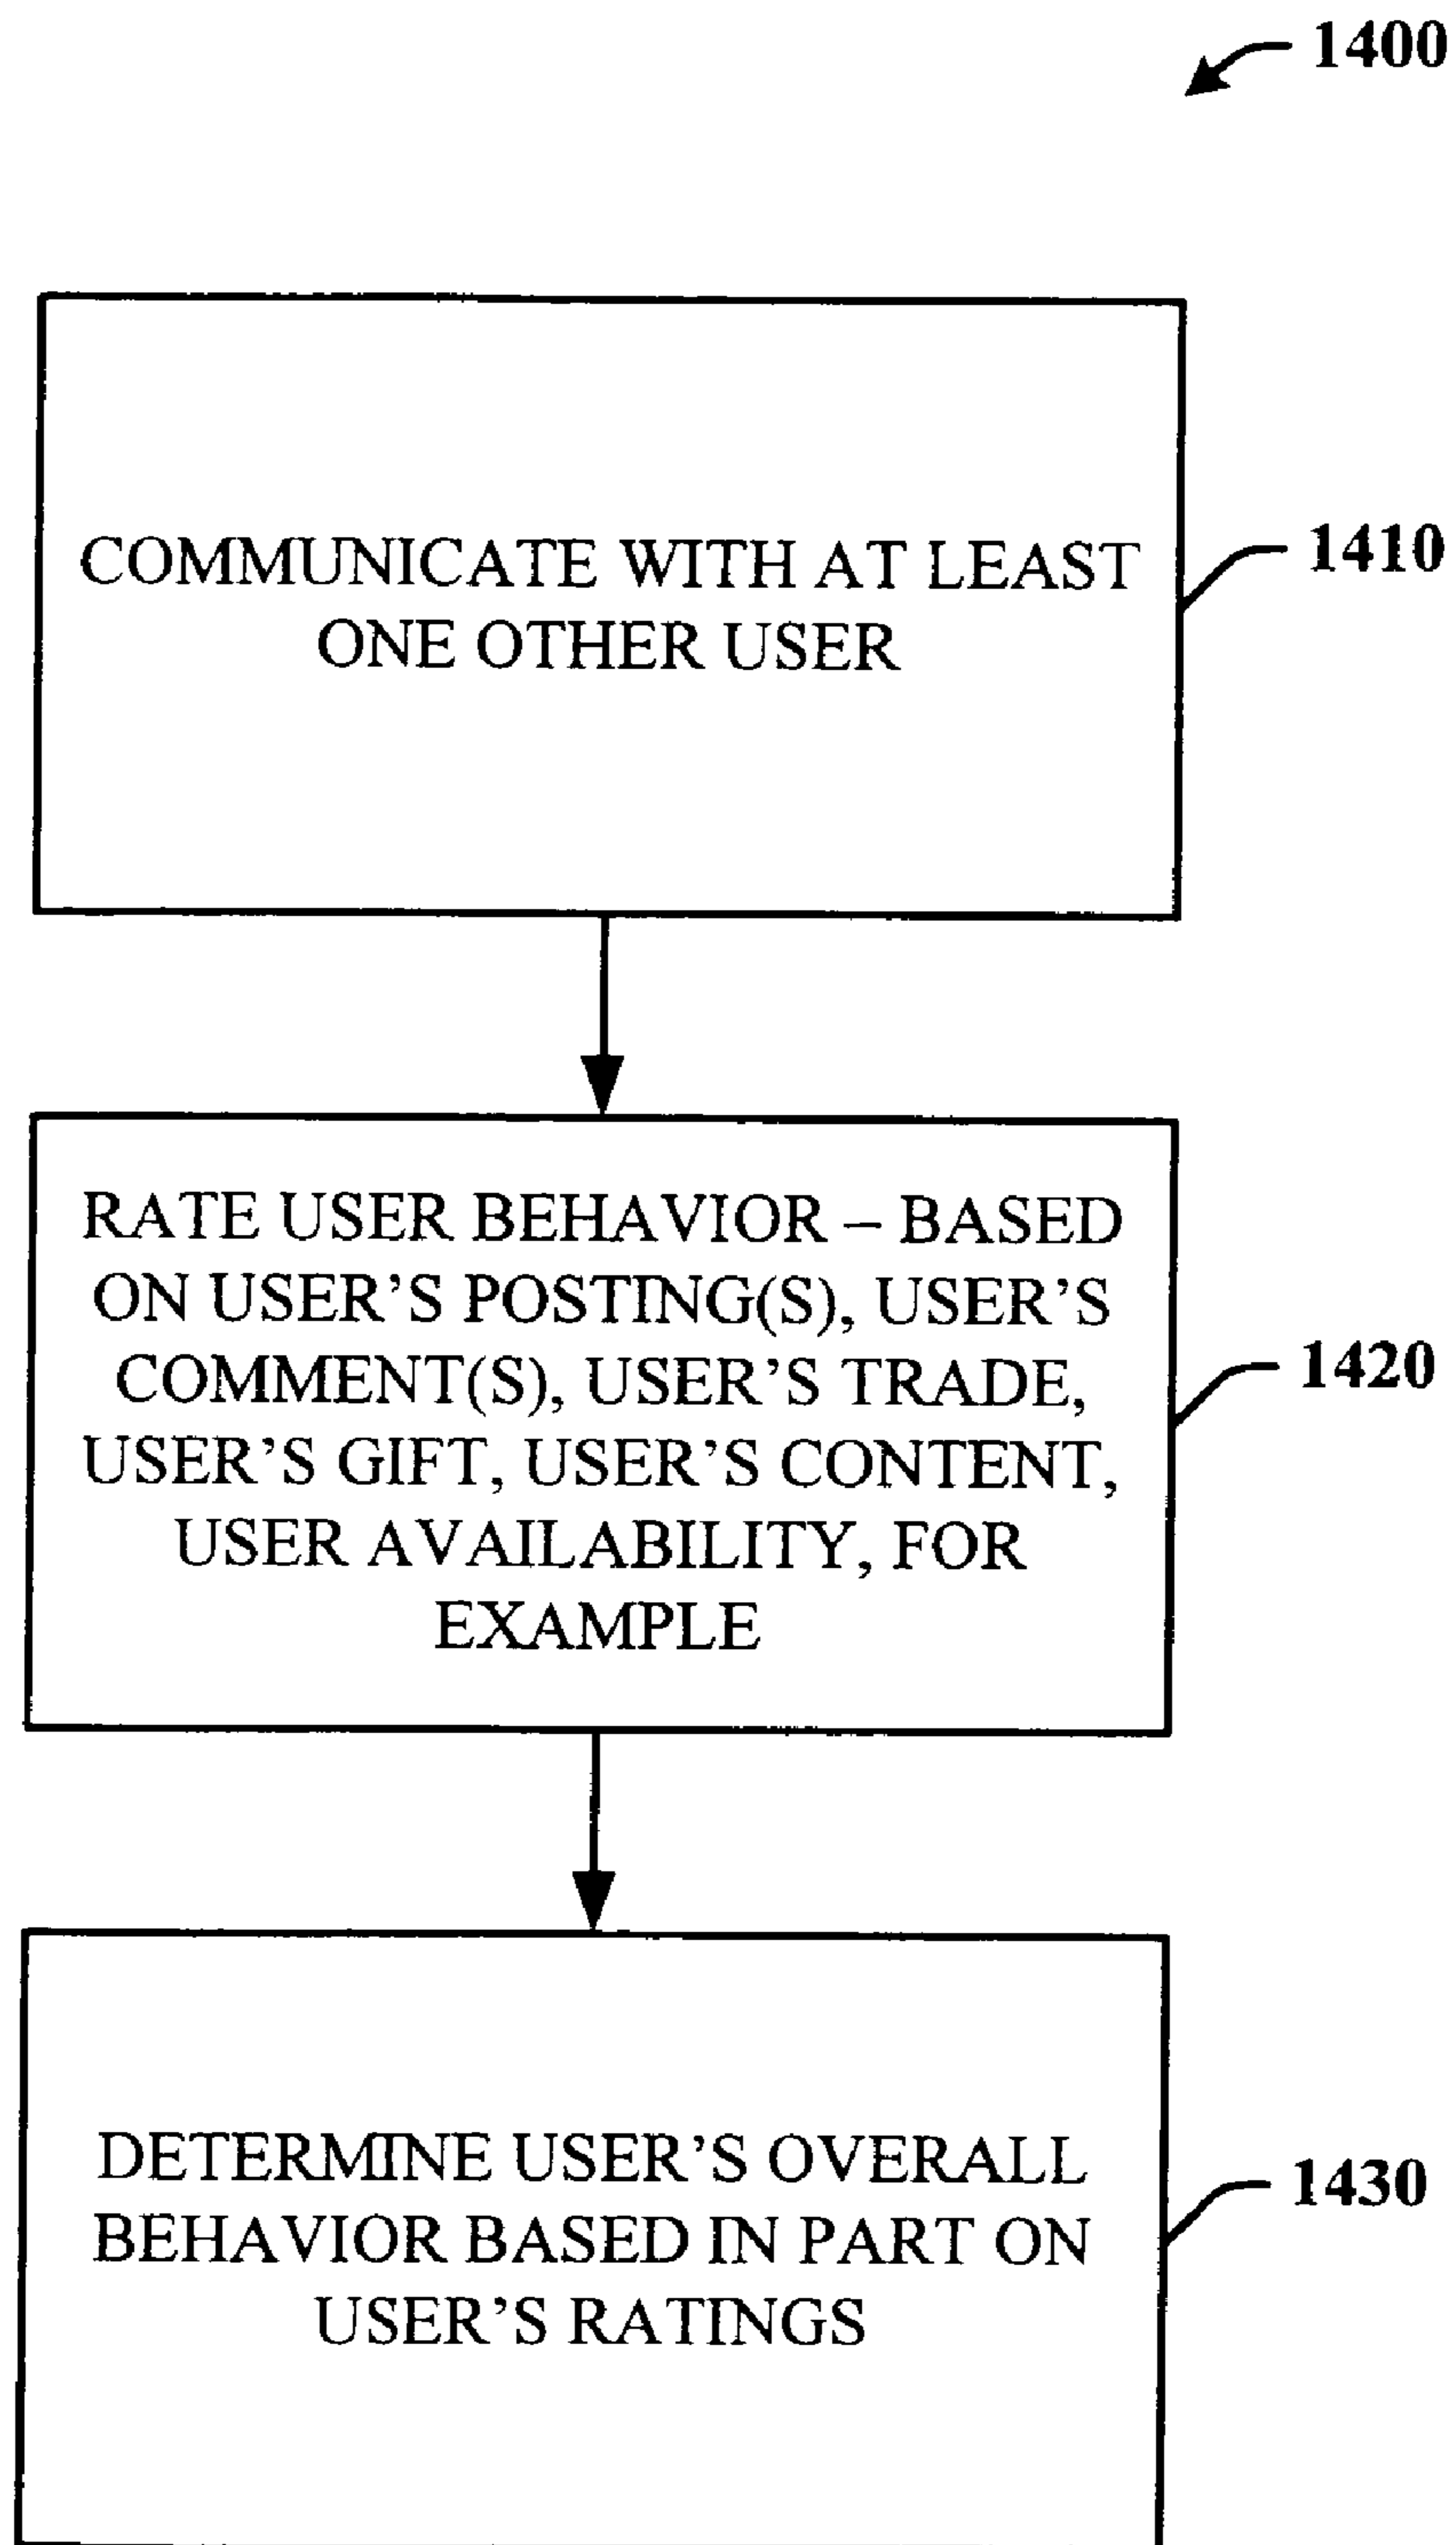 1400
COMMUNICATE WITH AT LEAST
ONE OTHER USER
1410
RATE USER BEHAVIOR – BASED
ON USER’S POSTING(S), USER’S
COMMENT(S), USER’S TRADE,
USER’S GIFT, USER’S CONTENT,
USER AVAILABILITY, FOR
EXAMPLE
1420
DETERMINE USER’S OVERALL
BEHAVIOR BASED IN PART ON
USER’S RATINGS
1430